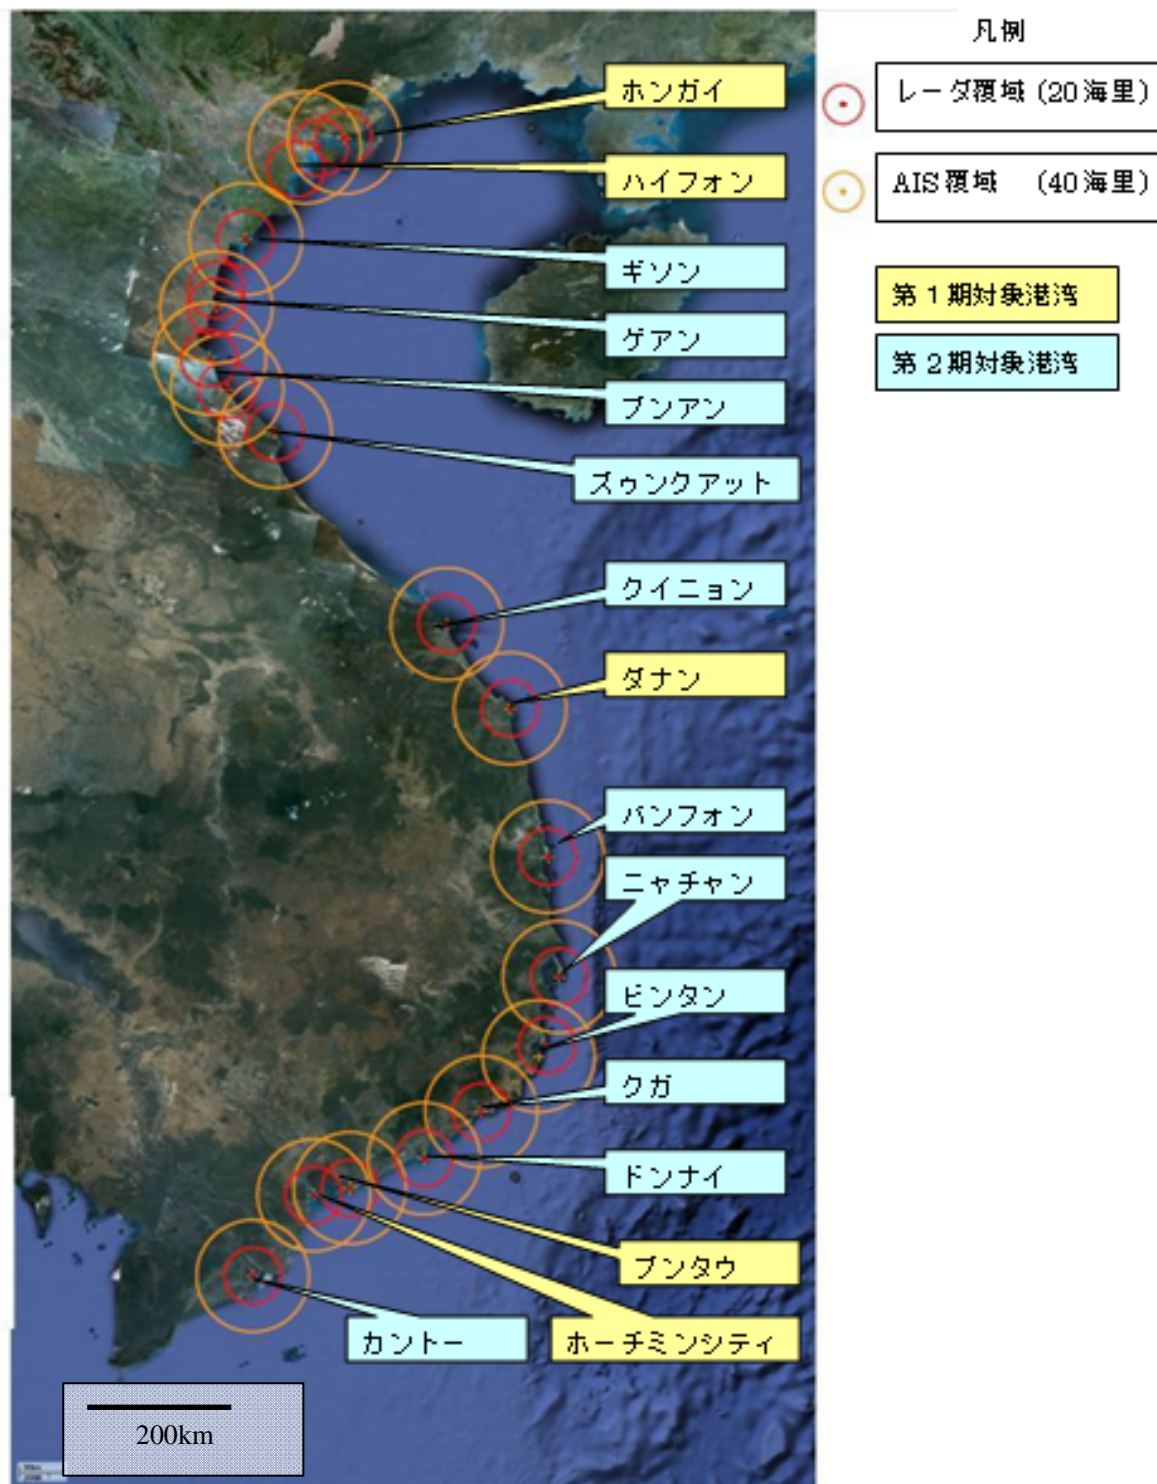 凡例
レーダ覆域 (20海里)
AIS覆域 (40海里)
第1期対象港湾
第2期対象港湾
ホンガイ
ハイフォン
ギソン
ゲアン
ブンアン
ズゥンクアット
クイニョン
ダナン
バンフォン
ニャチャン
ビンタン
クガ
ドンナイ
ブンタウ
カントー
ホーチミンシティ
200km